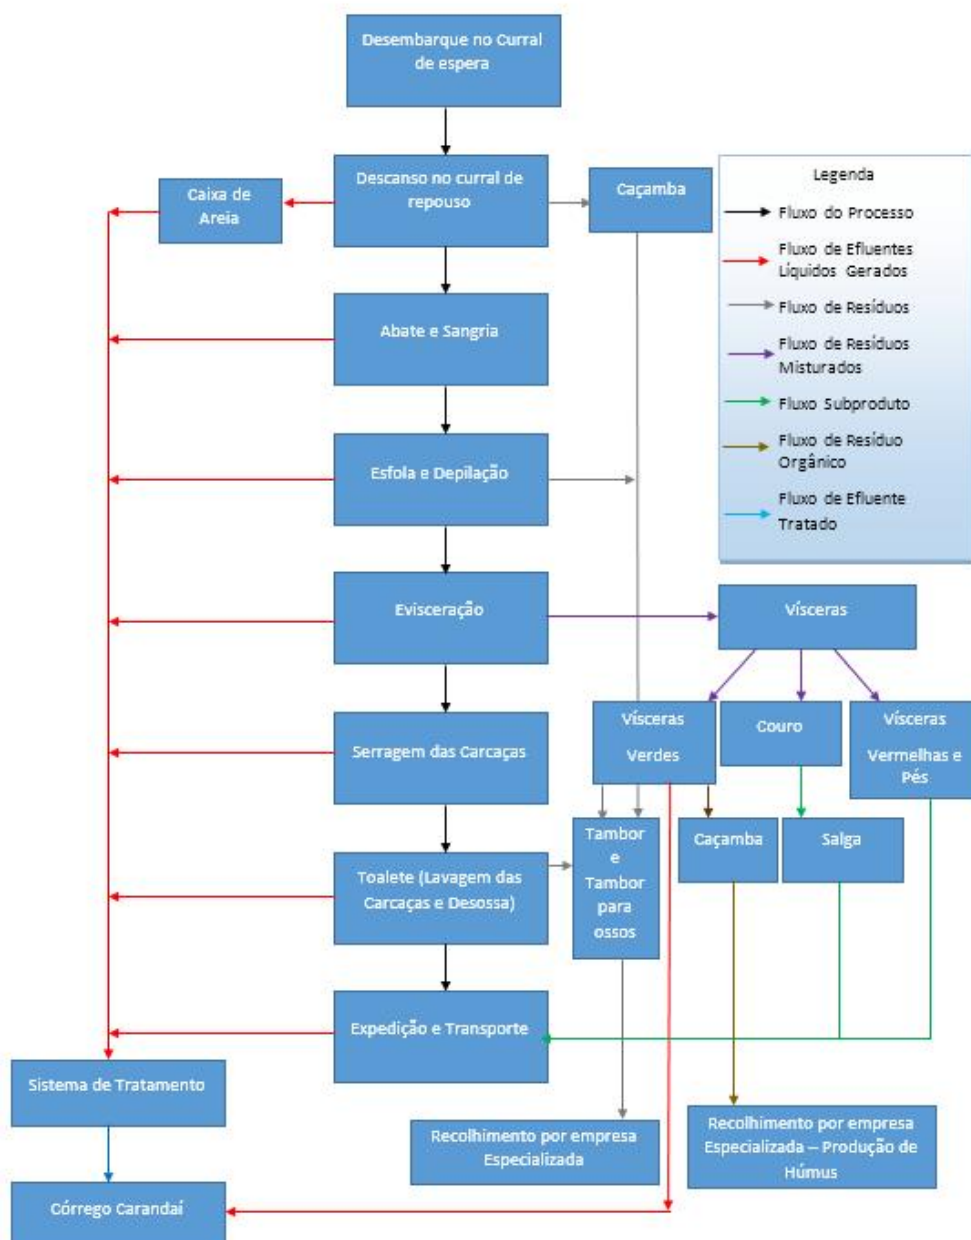 Desembarque no Curral
de espera
Descanso no curral de
repouso
Caixa de
Areia
Caçamba
Legenda
Fluxo do Processo
Fluxo de Efluentes
Líquidos Gerados
Fluxo de Resíduos
Fluxo de Resíduos
Misturados
Fluxo Subproduto
Fluxo de Resíduo
Orgânico
Fluxo de Efluente
Tratado
Abate e Sangria
Esfola e Depilação
Evisceração
Vísceras
Serragem das Carcaças
Vísceras
Verdes
Couro
Vísceras
Vermelhas e
Pés
Toalete (Lavagem das
Carcaças e Desossa)
Tambor
e
Tambor
para
ossos
Caçamba
Salga
Expedição e Transporte
Sistema de Tratamento
Recolhimento por empresa
Especializada
Recolhimento por empresa
Especializada – Produção de
Húmus
Córrego Carandaí